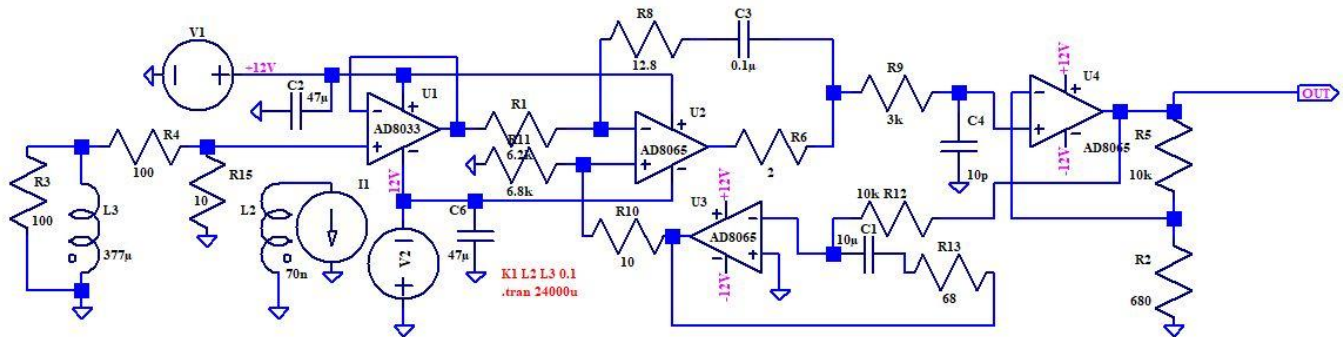 V1
+12V
C2
47µ
U1
AD8033
R4
100
R15
10
R3
100
L3
377µ
L2
70n
I1
12V
V2
C6
47µ
K1 L2 L3 0.1
.tran 24000u
R1
6.2k
R11
6.8k
R8
12.8
C3
0.1µ
U2
AD8065
R6
2
R10
10
U3
+12V
AD8065
-12V
10k
R12
10µ
C1
R13
68
R9
3k
C4
10p
+12V
U4
-12V
AD8065
OUT
R5
10k
R2
680